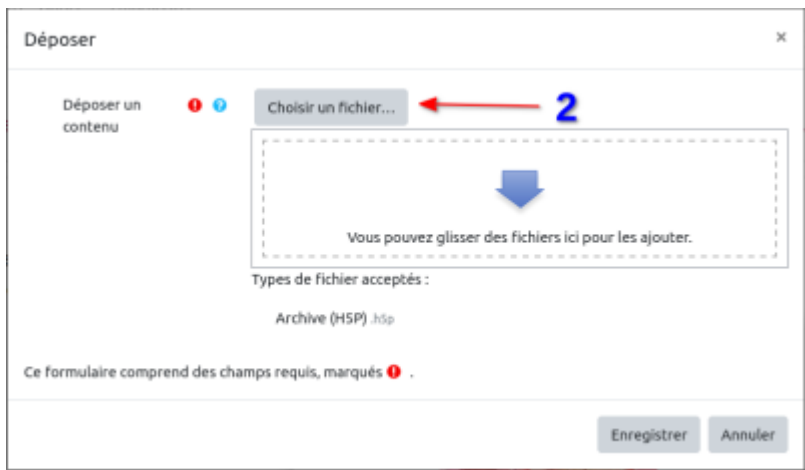 Déposer
×
Déposer un
contenu
Choisir un fichier...
2
Vous pouvez glisser des fichiers ici pour les ajouter.
Types de fichier acceptés :
Archive (H5P) .h5p
Ce formulaire comprend des champs requis, marqués ! .
Enregistrer
Annuler